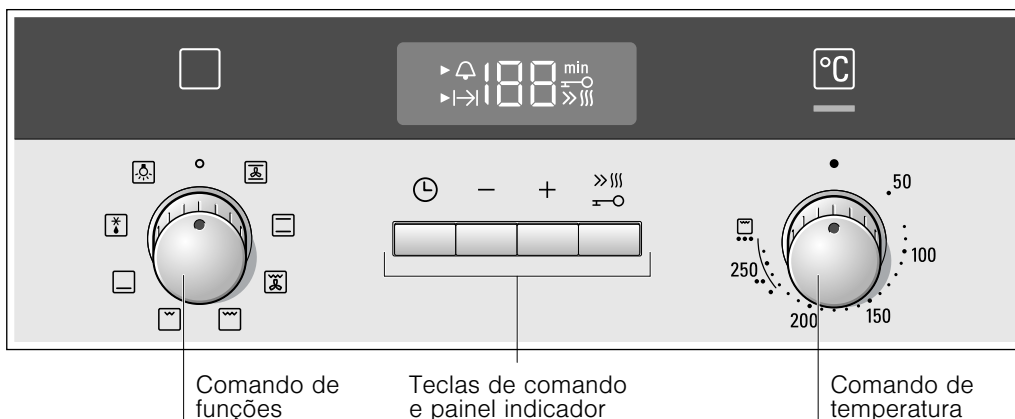 °C
188 min
− +
50
100
150
200
250
Comando de
funções
Teclas de comando
e painel indicador
Comando de
temperatura